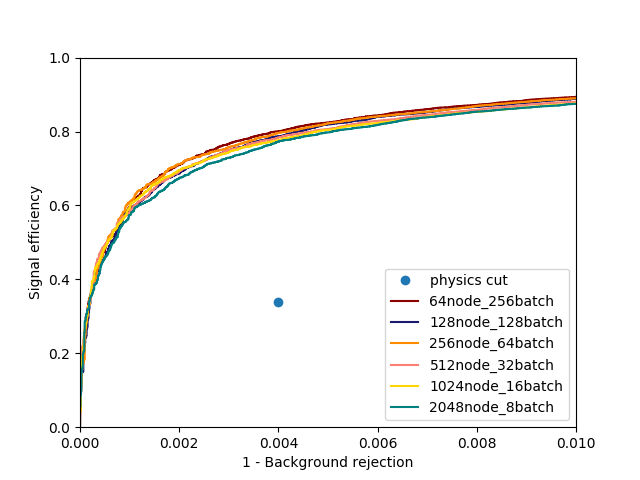 1.0
0.8
0.6
0.4
0.2
0.0
Signal efficiency
physics cut
64node_256batch
128node_128batch
256node_64batch
512node_32batch
1024node_16batch
2048node_8batch
0.000 0.002 0.004 0.006 0.008 0.010
1 - Background rejection